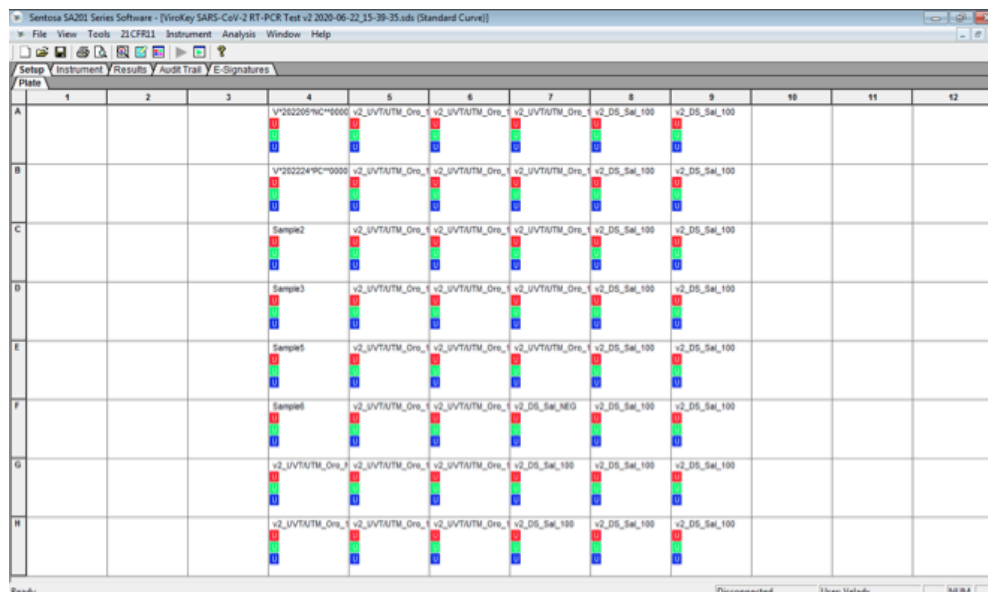 Sentosa SA201 Series Software - [ViroKey SARS-CoV-2 RT-PCR Test v2 2020-06-22_15-39-35.sds (Standard Curve)]
File View Tools 21CFR11 Instrument Analysis Window Help
Setup Instrument Results Audit Trail E-Signatures
Plate
1 2 3 4 5 6 7 8 9 10 11 12
A V*202205*NC**0000 v2_UVT/UTM_Oro_1 v2_UVT/UTM_Oro_1 v2_UVT/UTM_Oro_1 v2_DS_Sal_100 v2_DS_Sal_100
U U U U U U
U U U U U U
U U U U U U
B V*202224*PC**0000 v2_UVT/UTM_Oro_1 v2_UVT/UTM_Oro_1 v2_UVT/UTM_Oro_1 v2_DS_Sal_100 v2_DS_Sal_100
U U U U U U
U U U U U U
U U U U U U
C Sample2 v2_UVT/UTM_Oro_1 v2_UVT/UTM_Oro_1 v2_UVT/UTM_Oro_1 v2_DS_Sal_100 v2_DS_Sal_100
U U U U U U
U U U U U U
U U U U U U
D Sample3 v2_UVT/UTM_Oro_1 v2_UVT/UTM_Oro_1 v2_UVT/UTM_Oro_1 v2_DS_Sal_100 v2_DS_Sal_100
U U U U U U
U U U U U U
U U U U U U
E Sample5 v2_UVT/UTM_Oro_1 v2_UVT/UTM_Oro_1 v2_UVT/UTM_Oro_1 v2_DS_Sal_100 v2_DS_Sal_100
U U U U U U
U U U U U U
U U U U U U
F Sample6 v2_UVT/UTM_Oro_1 v2_UVT/UTM_Oro_1 v2_DS_Sal_NEG v2_DS_Sal_100 v2_DS_Sal_100
U U U U U U
U U U U U U
U U U U U U
G v2_UVT/UTM_Oro_N v2_UVT/UTM_Oro_1 v2_UVT/UTM_Oro_1 v2_DS_Sal_100 v2_DS_Sal_100 v2_DS_Sal_100
U U U U U U
U U U U U U
U U U U U U
H v2_UVT/UTM_Oro_1 v2_UVT/UTM_Oro_1 v2_UVT/UTM_Oro_1 v2_DS_Sal_100 v2_DS_Sal_100 v2_DS_Sal_100
U U U U U U
U U U U U U
U U U U U U
Ready Disconnected User: NUM